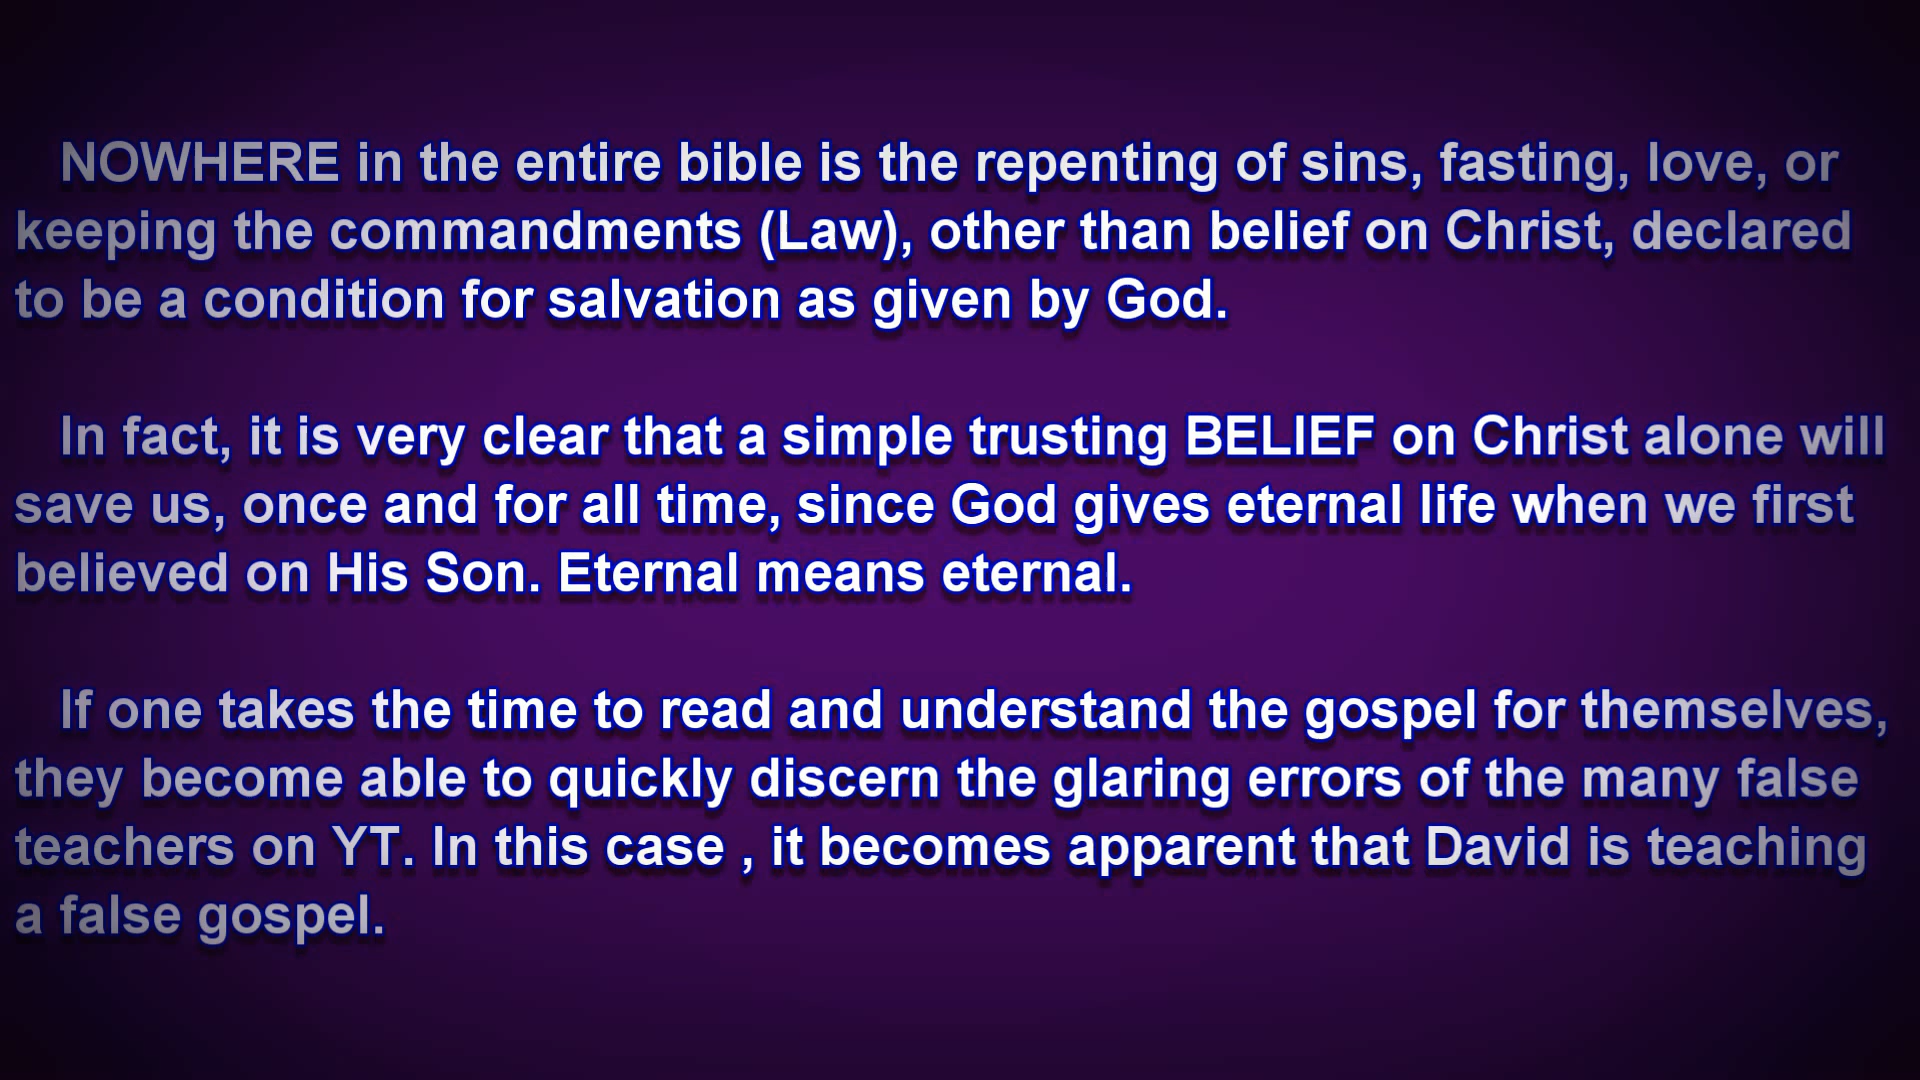 NOWHERE in the entire bible is the repenting of sins, fasting, love, or
keeping the commandments (Law), other than belief on Christ, declared
to be a condition for salvation as given by God.
In fact, it is very clear that a simple trusting BELIEF on Christ alone will
save us, once and for all time, since God gives eternal life when we first
believed on His Son. Eternal means eternal.
If one takes the time to read and understand the gospel for themselves,
they become able to quickly discern the glaring errors of the many false
teachers on YT. In this case , it becomes apparent that David is teaching
a false gospel.